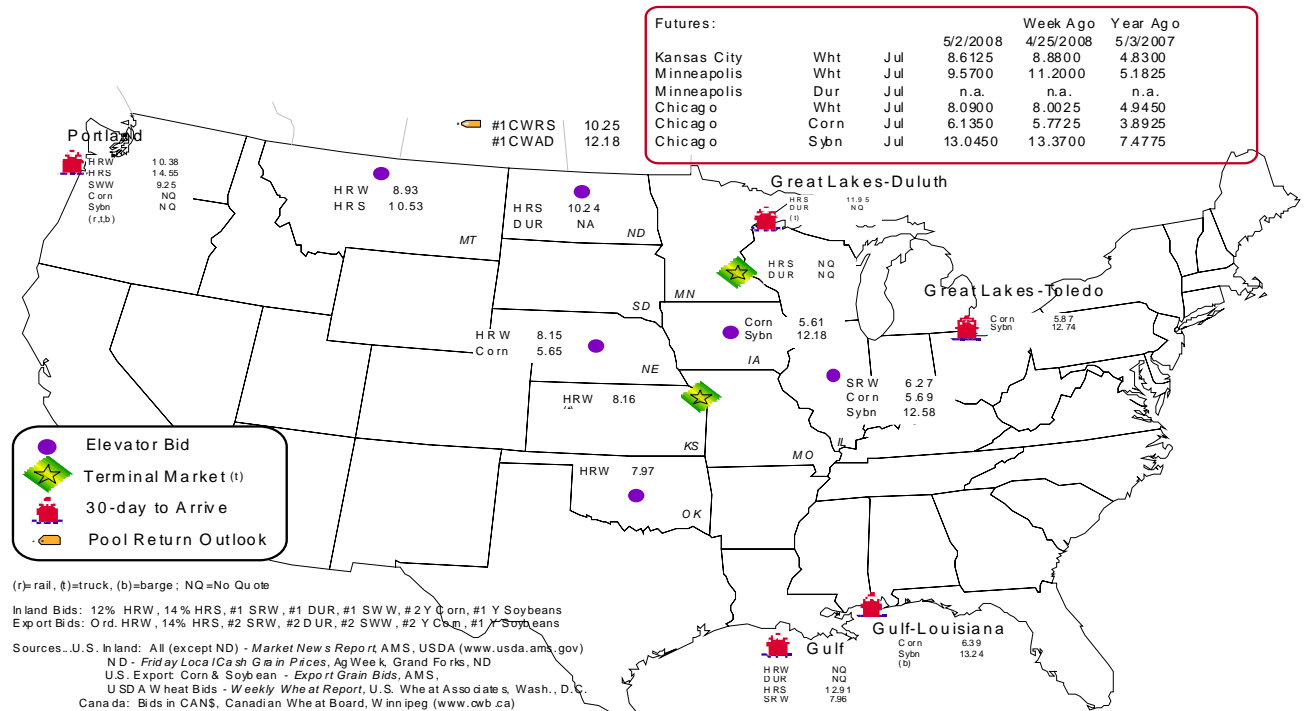 Futures: Week Ago Year Ago
5/2/2008 4/25/2008 5/3/2007
Kansas City Wht Jul 8.6125 8.8800 4.8300
Minneapolis Wht Jul 9.5700 11.2000 5.1825
Minneapolis Dur Jul n.a. n.a. n.a.
Chicago Wht Jul 8.0900 8.0025 4.9450
Chicago Corn Jul 6.1350 5.7725 3.8925
Chicago Sybn Jul 13.0450 13.3700 7.4775
#1CWRS 10.25
#1CWAD 12.18
Portland
HRW 10.38
HRS 14.55
SWW 9.25
Corn NQ
Sybn NQ
(r,t,b)
HRW 8.93
HRS 10.53
MT
HRS 10.24
DUR NA
ND
Great Lakes-Duluth
HRS 11.95
DUR NQ
(t)
HRS NQ
DUR NQ
MN
SD
Great Lakes-Toledo
Corn 5.87
Sybn 12.74
HRW 8.15
Corn 5.65
NE
Corn 5.61
Sybn 12.18
IA
SRW 6.27
Corn 5.69
Sybn 12.58
IL
HRW 8.16
(t)
KS
MO
HRW 7.97
OK
Elevator Bid
Terminal Market (t)
30-day to Arrive
Pool Return Outlook
Gulf-Louisiana
Corn 6.39
Sybn 13.24
(b)
Gulf
HRW NQ
DUR NQ
HRS 12.91
SRW 7.96
(r)=rail, (t)=truck, (b)=barge; NQ=No Quote
Inland Bids: 12% HRW, 14% HRS, #1 SRW, #1 DUR, #1 SWW, #2 Y Corn, #1 Y Soybeans
Export Bids: Ord. HRW, 14% HRS, #2 SRW, #2 DUR, #2 SWW, #2 Y Corn, #1 Y Soybeans
Sources...U.S. Inland: All (except ND) - Market News Report, AMS, USDA (www.usda.ams.gov)
ND - Friday Local Cash Grain Prices, Ag Week, Grand Forks, ND
U.S. Export: Corn & Soybean - Export Grain Bids, AMS,
USDA Wheat Bids - Weekly Wheat Report, U.S. Wheat Associates, Wash., D.C.
Canada: Bids in CAN$, Canadian Wheat Board, Winnipeg (www.cwb.ca)